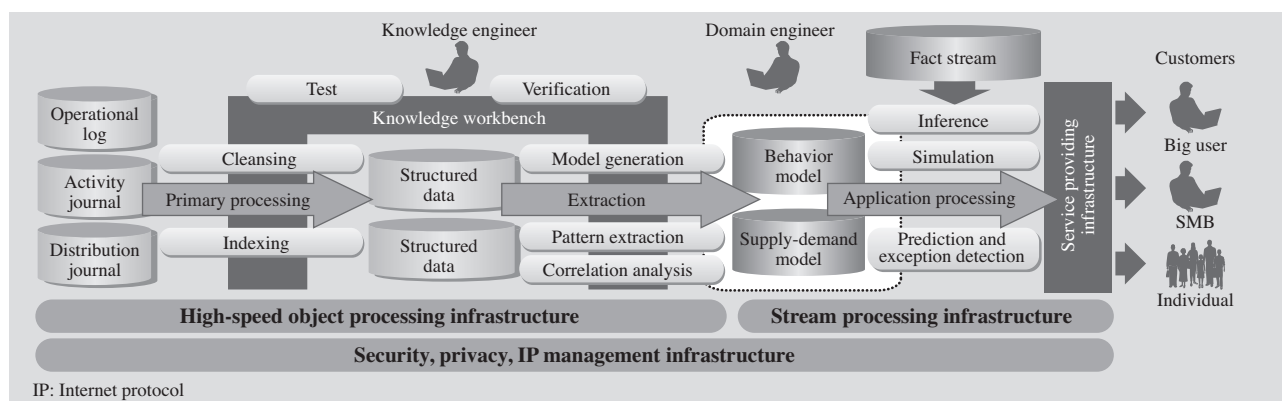 Knowledge engineer
Domain engineer
Fact stream
Customers
Test
Verification
Knowledge workbench
Operational
log
Activity
journal
Distribution
journal
Cleansing
Primary processing
Indexing
Structured
data
Structured
data
Model generation
Extraction
Pattern extraction
Correlation analysis
Behavior
model
Supply-demand
model
Inference
Simulation
Application processing
Prediction and
exception detection
Service providing
infrastructure
Big user
SMB
Individual
High-speed object processing infrastructure
Stream processing infrastructure
Security, privacy, IP management infrastructure
IP: Internet protocol